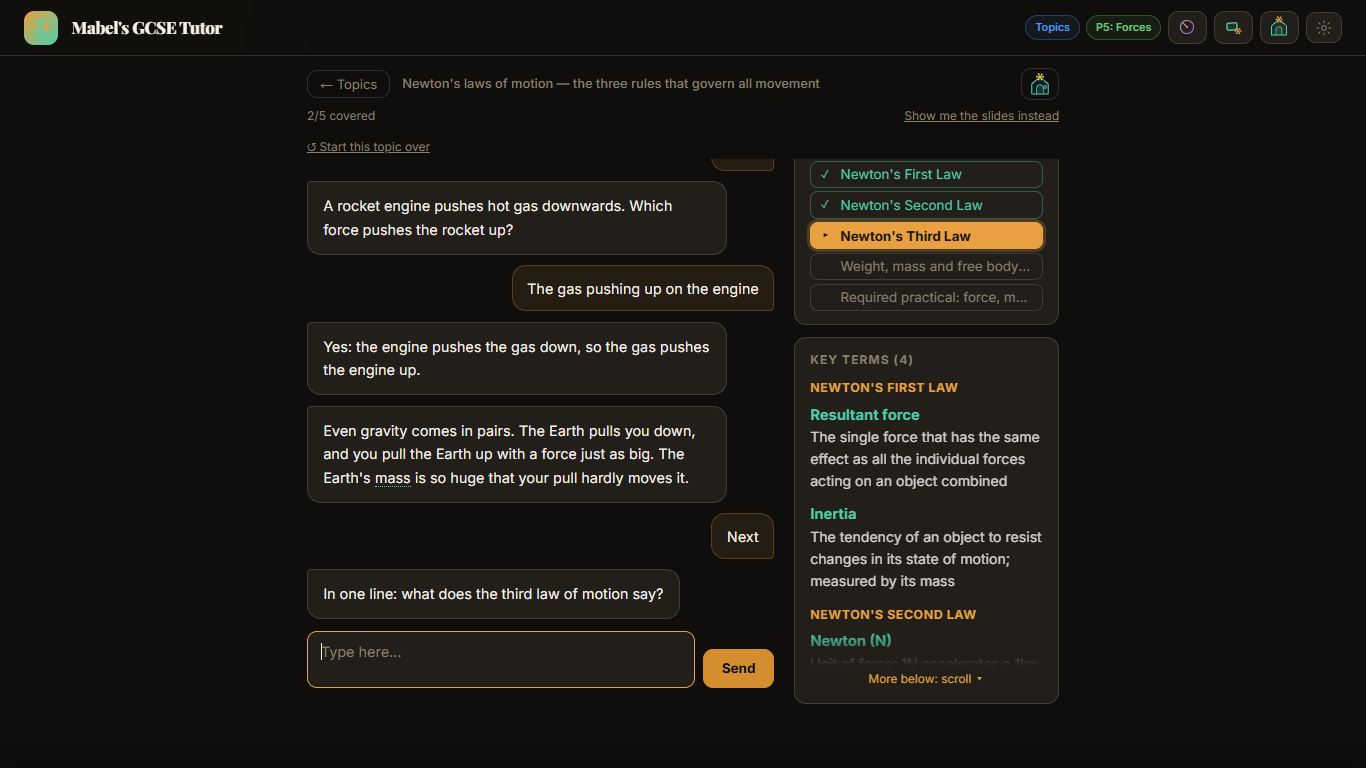 Mabel's GCSE Tutor
Topics
P5: Forces
← Topics
Newton's laws of motion — the three rules that govern all movement
2/5 covered
Show me the slides instead
↺ Start this topic over
A rocket engine pushes hot gas downwards. Which
force pushes the rocket up?
The gas pushing up on the engine
Yes: the engine pushes the gas down, so the gas pushes
the engine up.
Even gravity comes in pairs. The Earth pulls you down,
and you pull the Earth up with a force just as big. The
Earth's mass is so huge that your pull hardly moves it.
Next
In one line: what does the third law of motion say?
Type here...
Send
✓ Newton's First Law
✓ Newton's Second Law
▸ Newton's Third Law
Weight, mass and free body...
Required practical: force, m...
KEY TERMS (4)
NEWTON'S FIRST LAW
Resultant force
The single force that has the same
effect as all the individual forces
acting on an object combined
Inertia
The tendency of an object to resist
changes in its state of motion;
measured by its mass
NEWTON'S SECOND LAW
Newton (N)
Unit of force: 1N accelerates a 1kg
More below: scroll ▾